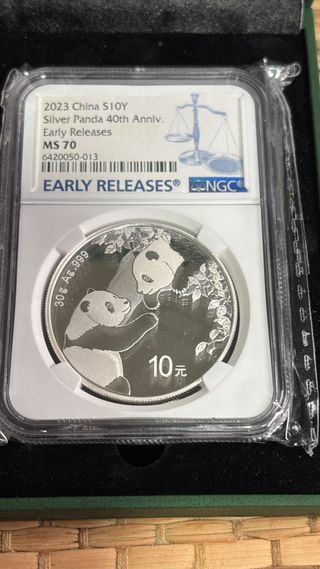 2023 China S10Y
Silver Panda 40th Anniv.
Early Releases
MS 70
6420050-013
EARLY RELEASES® NGC®
30g Ag.999
10元